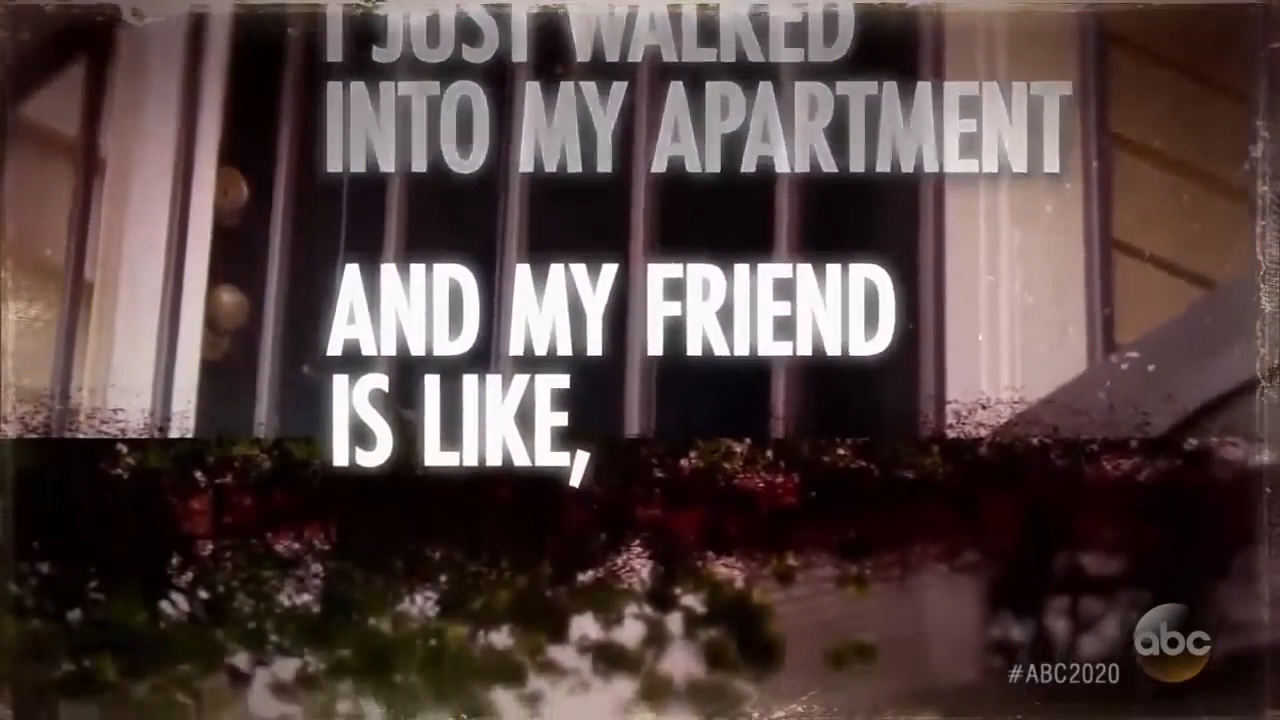 I JUST WALKED
INTO MY APARTMENT
AND MY FRIEND
IS LIKE,
abc
#ABC2020